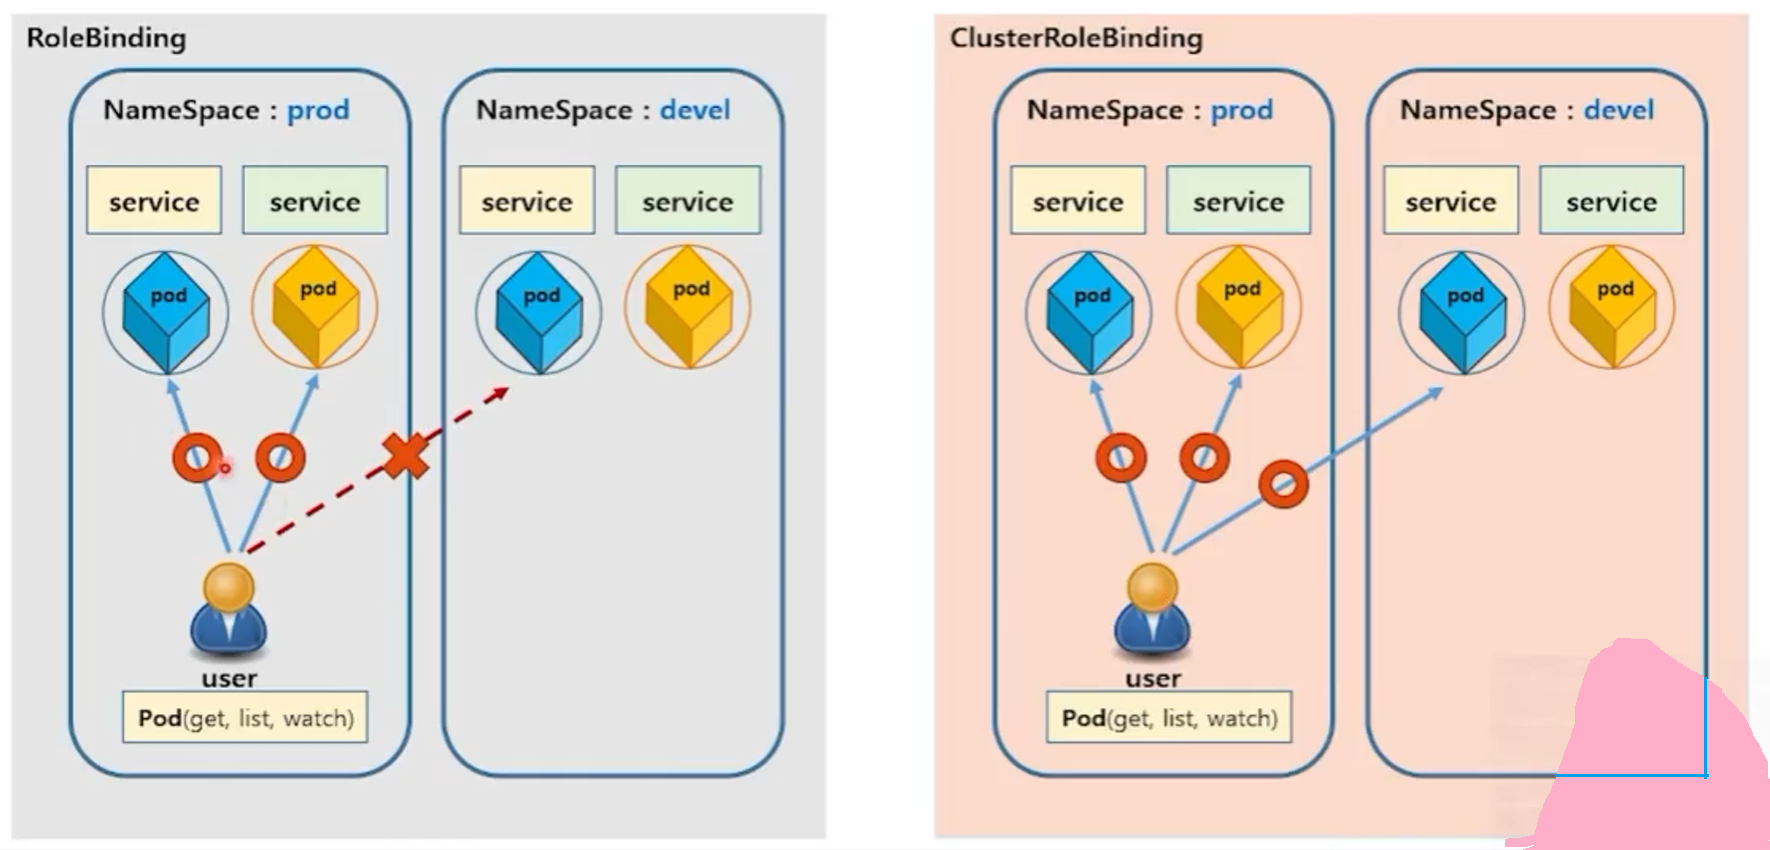 RoleBinding
NameSpace : prod
service
service
pod
pod
user
Pod(get, list, watch)
NameSpace : devel
service
service
pod
pod
ClusterRoleBinding
NameSpace : prod
service
service
pod
pod
user
Pod(get, list, watch)
NameSpace : devel
service
service
pod
pod